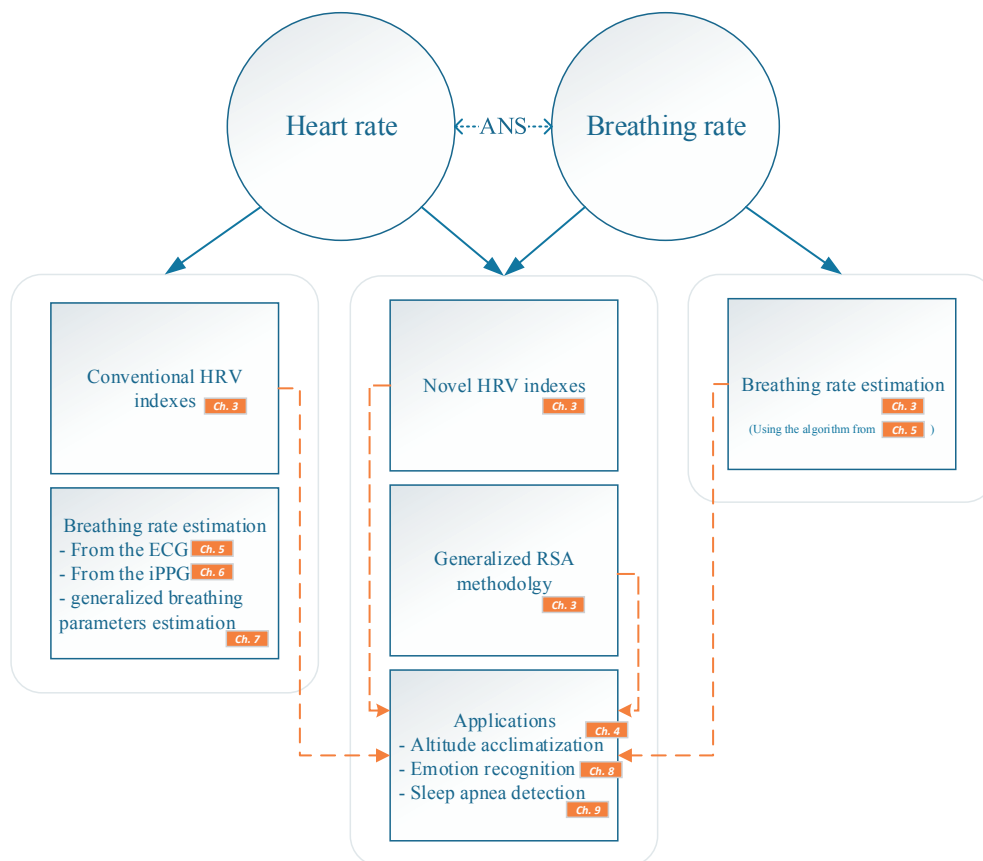 Heart rate
ANS
Breathing rate
Conventional HRV
indexes Ch. 3
Breathing rate estimation
- From the ECG Ch. 5
- From the iPPG Ch. 6
- generalized breathing
parameters estimation
Ch. 7
Novel HRV indexes
Ch. 3
Generalized RSA
methodolgy
Ch. 3
Applications
Ch. 4
- Altitude acclimatization
- Emotion recognition Ch. 8
- Sleep apnea detection
Ch. 9
Breathing rate estimation
Ch. 3
(Using the algorithm from Ch. 5 )